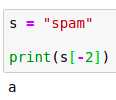 s = "spam"
print(s[-2])
a